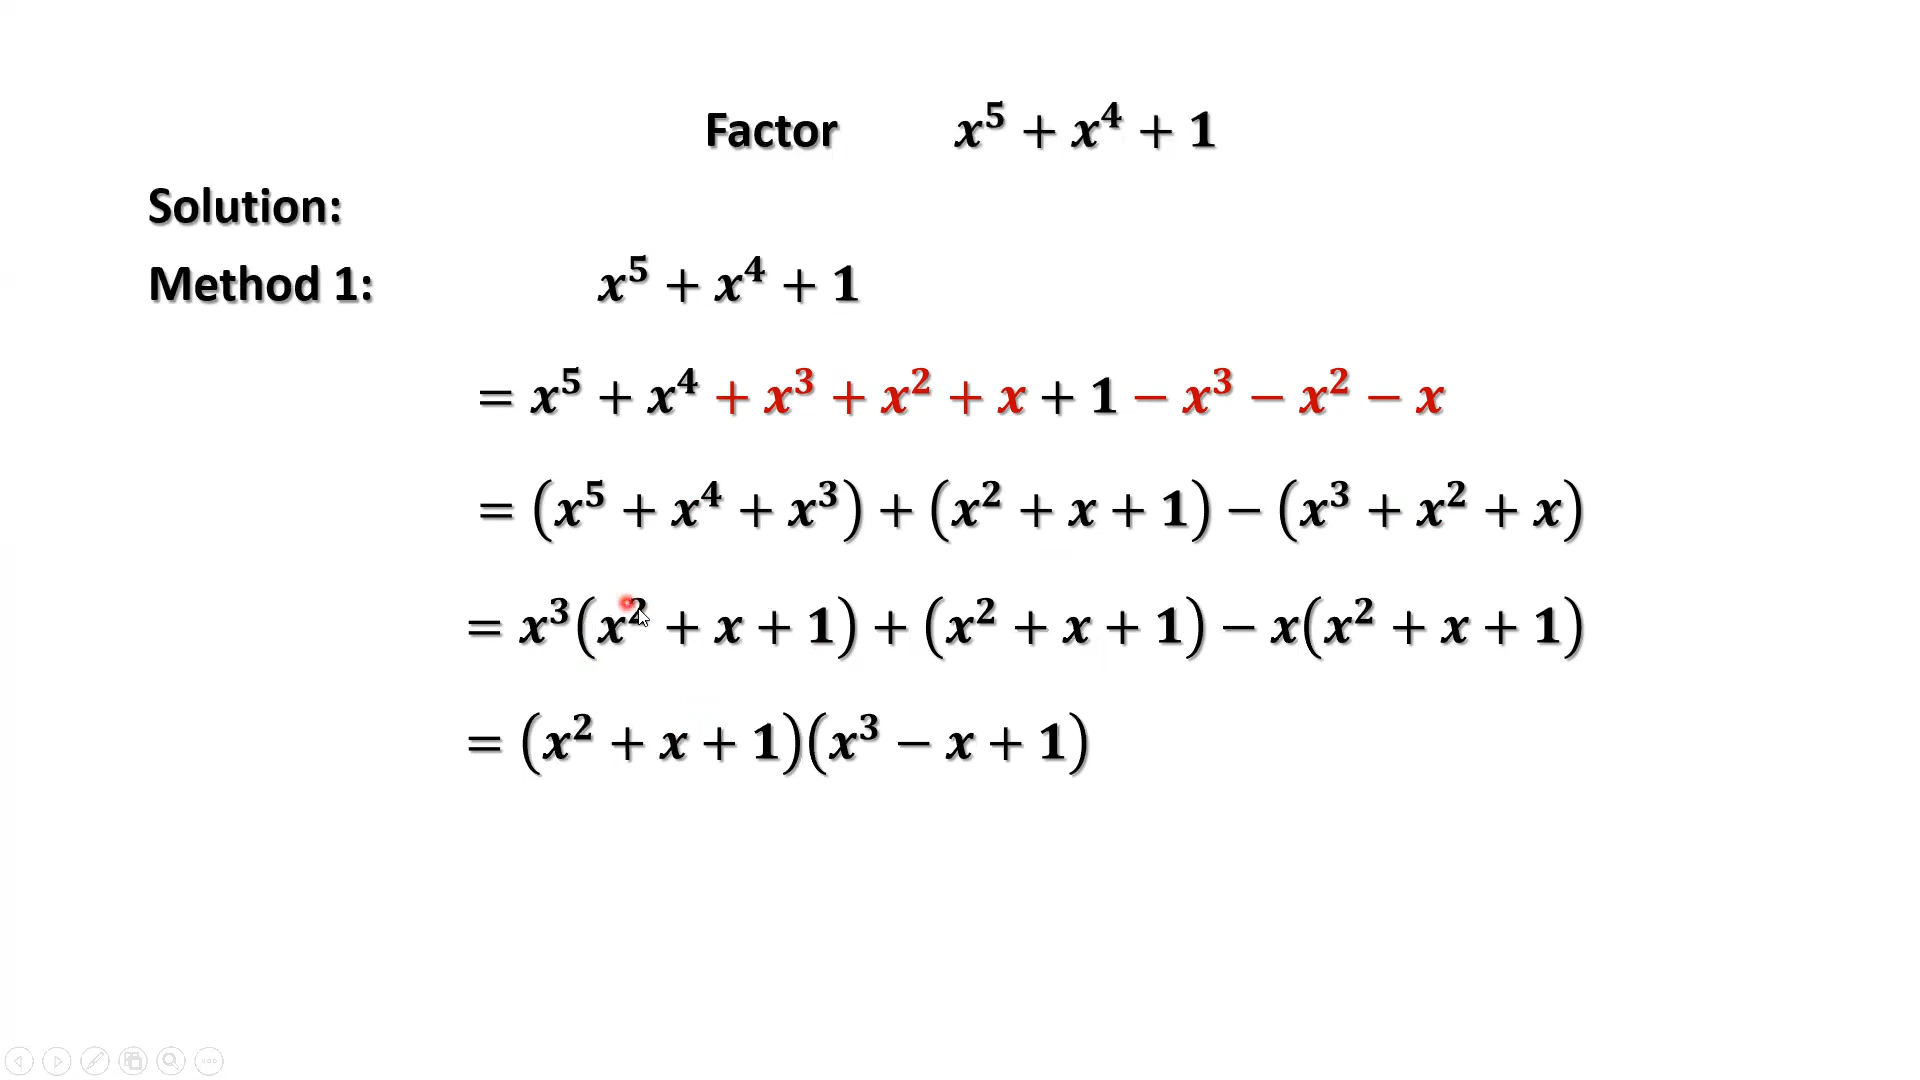 Factor x⁵ + x⁴ + 1
Solution:
Method 1: x⁵ + x⁴ + 1
= x⁵ + x⁴ + x³ + x² + x + 1 − x³ − x² − x
= (x⁵ + x⁴ + x³) + (x² + x + 1) − (x³ + x² + x)
= x³(x² + x + 1) + (x² + x + 1) − x(x² + x + 1)
= (x² + x + 1)(x³ − x + 1)